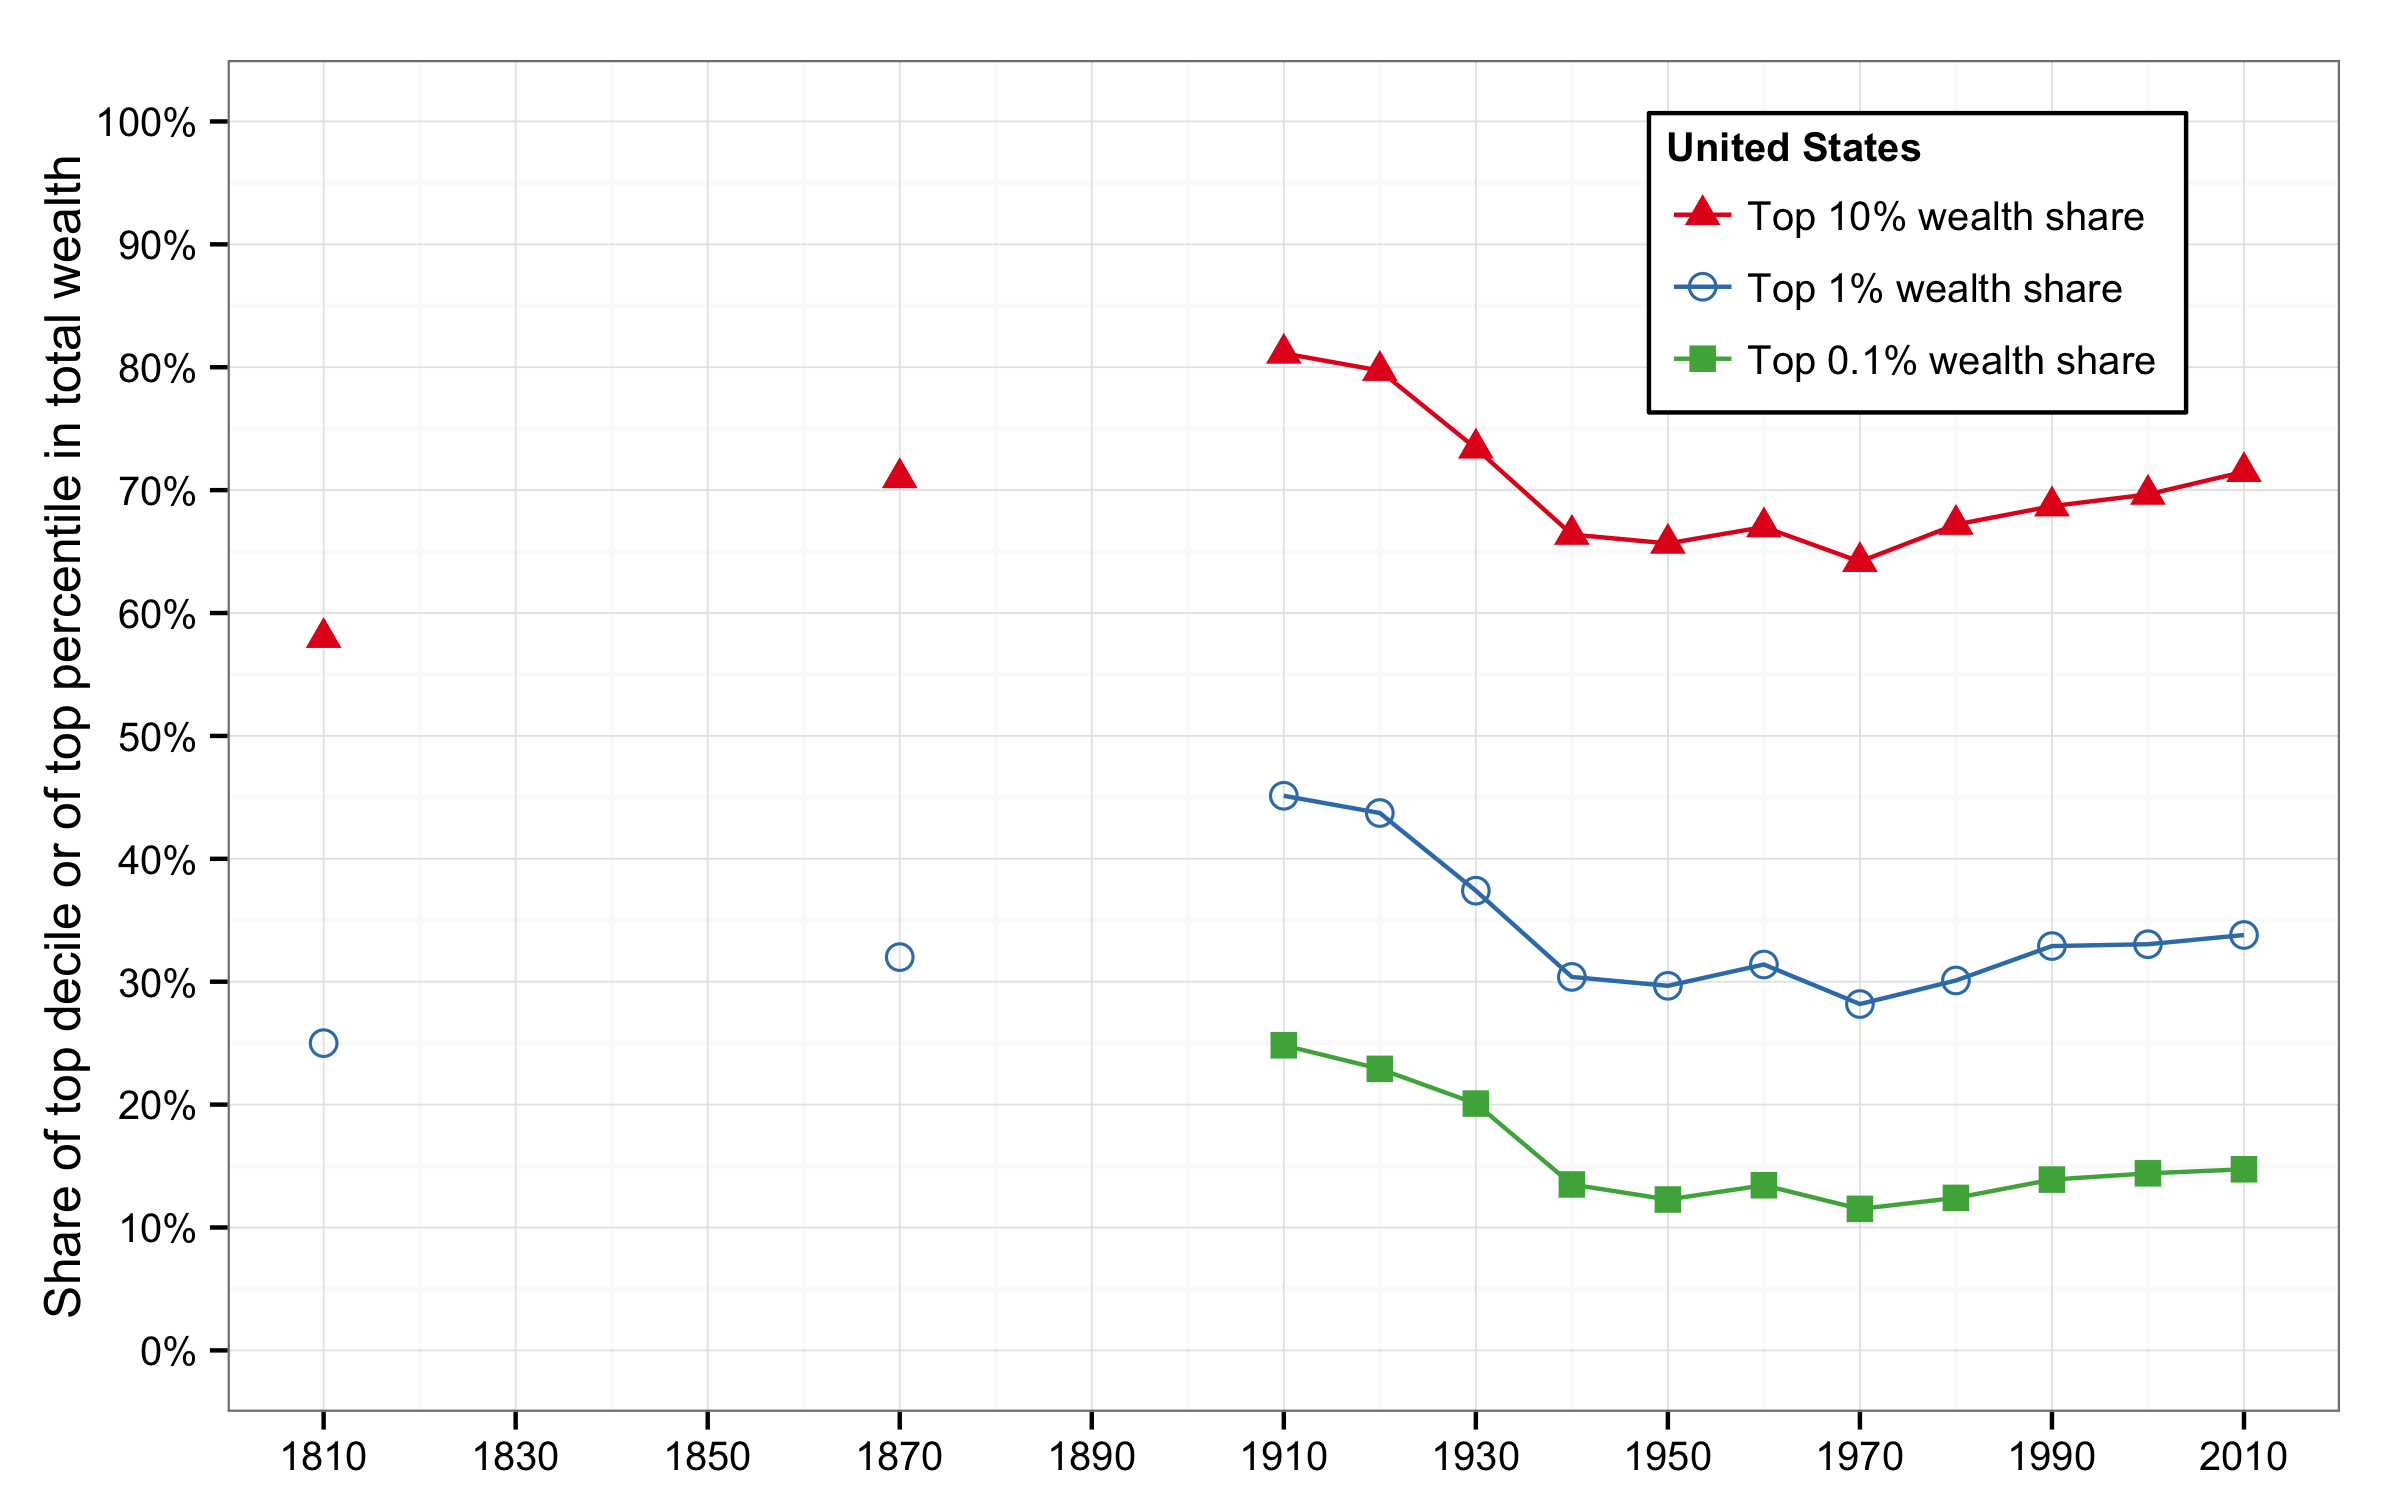 Share of top decile or of top percentile in total wealth
100%
90%
80%
70%
60%
50%
40%
30%
20%
10%
0%
United States
Top 10% wealth share
Top 1% wealth share
Top 0.1% wealth share
1810 1830 1850 1870 1890 1910 1930 1950 1970 1990 2010